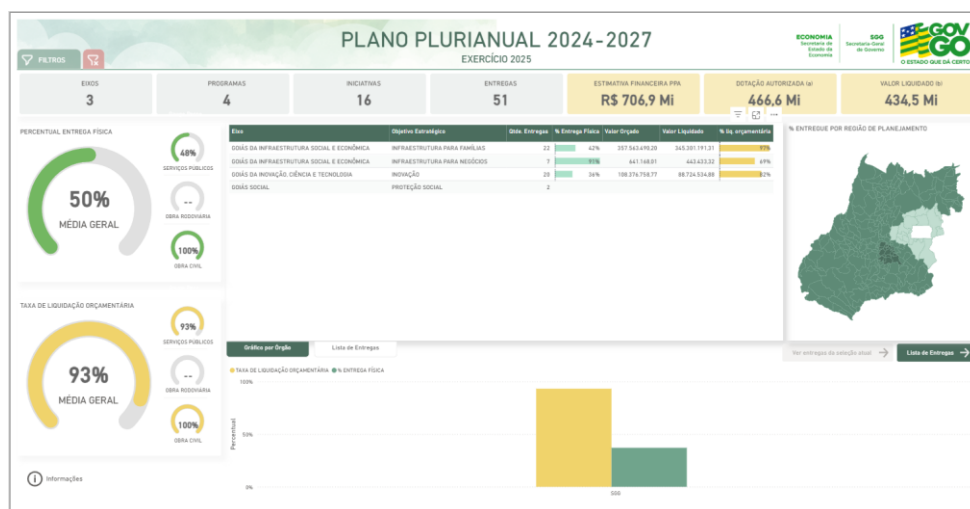 PLANO PLURIANUAL 2024-2027
EXERCÍCIO 2025
FILTROS
ECONOMIA
Secretaria de
Estado da
Economia
SGG
Secretaria-Geral
de Governo
GOV
GO
O ESTADO QUE DÁ CERTO
EIXOS
3
PROGRAMAS
4
INICIATIVAS
16
ENTREGAS
51
ESTIMATIVA FINANCEIRA PPA
R$ 706,9 Mi
DOTAÇÃO AUTORIZADA (a)
466,6 Mi
VALOR LIQUIDADO (b)
434,5 Mi
PERCENTUAL ENTREGA FÍSICA
50%
MÉDIA GERAL
48%
SERVIÇOS PÚBLICOS
--
OBRA RODOVIÁRIA
100%
OBRA CIVIL
Eixo Objetivo Estratégico Qtde. Entregas % Entrega Física Valor Orçado Valor Liquidado % liq. orçamentária
GOIÁS DA INFRAESTRUTURA SOCIAL E ECONÔMICA INFRAESTRUTURA PARA FAMÍLIAS 22 42% 357.563.490,20 345.301.191,31
GOIÁS DA INFRAESTRUTURA SOCIAL E ECONÔMICA INFRAESTRUTURA PARA NEGÓCIOS 7 91% 641.168,01 69%
GOIÁS DA INOVAÇÃO, CIÊNCIA E TECNOLOGIA INOVAÇÃO 20 36% 108.376.758,77 88.724.534,88 82%
GOIÁS SOCIAL PROTEÇÃO SOCIAL 2
% ENTREGUE POR REGIÃO DE PLANEJAMENTO
TAXA DE LIQUIDAÇÃO ORÇAMENTÁRIA
93%
MÉDIA GERAL
93%
SERVIÇOS PÚBLICOS
--
OBRA RODOVIÁRIA
100%
OBRA CIVIL
Gráfico por Órgão
Lista de Entregas
Ver entregas da seleção atual
Lista de Entregas
TAXA DE LIQUIDAÇÃO ORÇAMENTÁRIA % ENTREGA FÍSICA
Percentual
100%
50%
0%
SGG
Informações